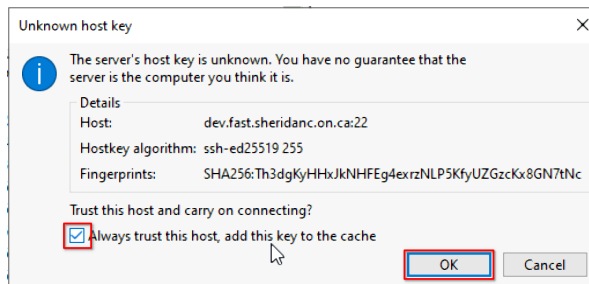 Unknown host key
The server's host key is unknown. You have no guarantee that the
server is the computer you think it is.
Details
Host: dev.fast.sheridanc.on.ca:22
Hostkey algorithm: ssh-ed25519 255
Fingerprints: SHA256:Th3dgKyHHxJkNHFEg4exrzNLP5KfyUZGzcKx8GN7tNc
Trust this host and carry on connecting?
Always trust this host, add this key to the cache
OK Cancel